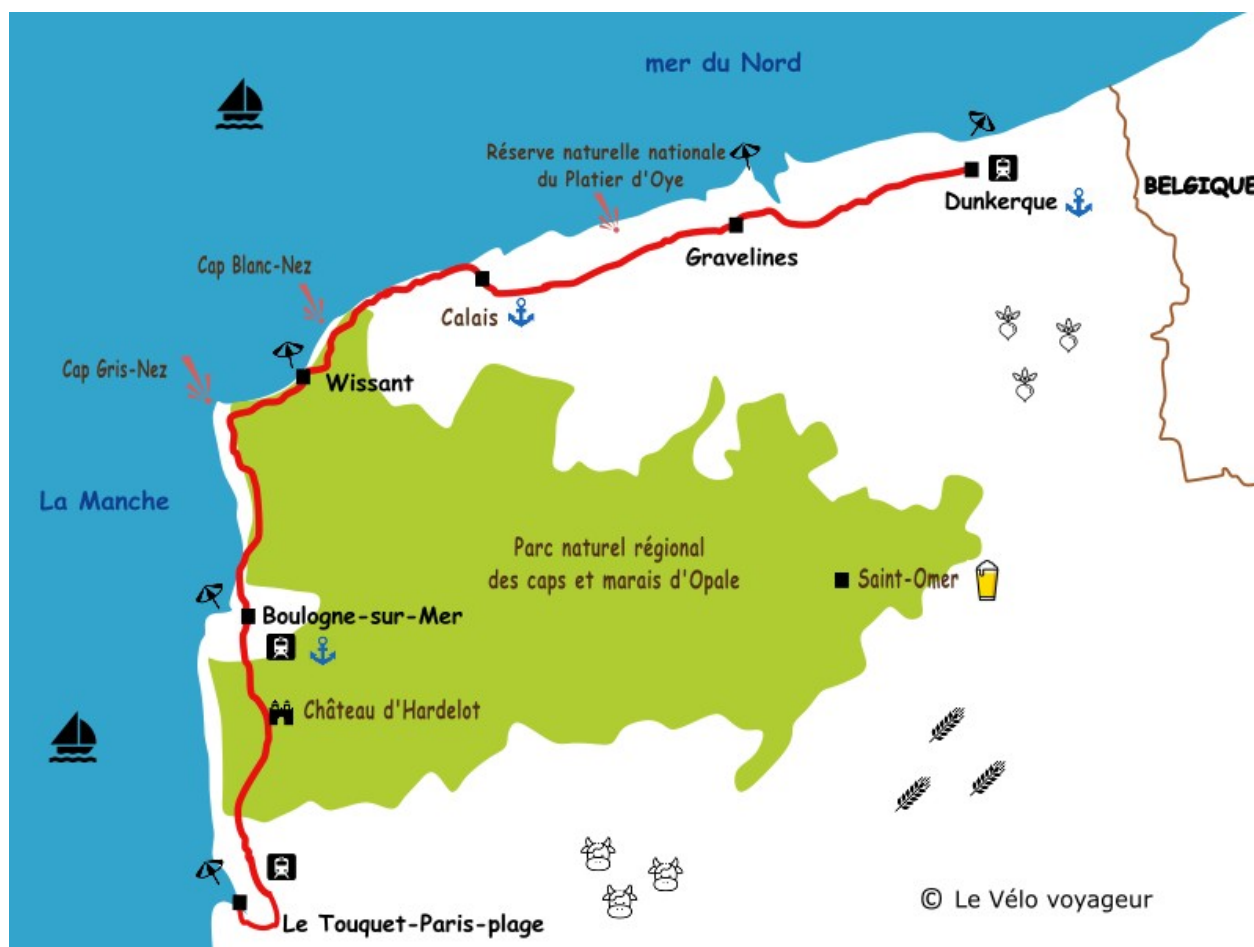 mer du Nord
Réserve naturelle nationale
du Platier d'Oye
BELGIQUE
Dunkerque
Gravelines
Cap Blanc-Nez
Calais
Cap Gris-Nez
Wissant
La Manche
Parc naturel régional
des caps et marais d'Opale
Saint-Omer
Boulogne-sur-Mer
Château d'Hardelot
© Le Vélo voyageur
Le Touquet-Paris-plage